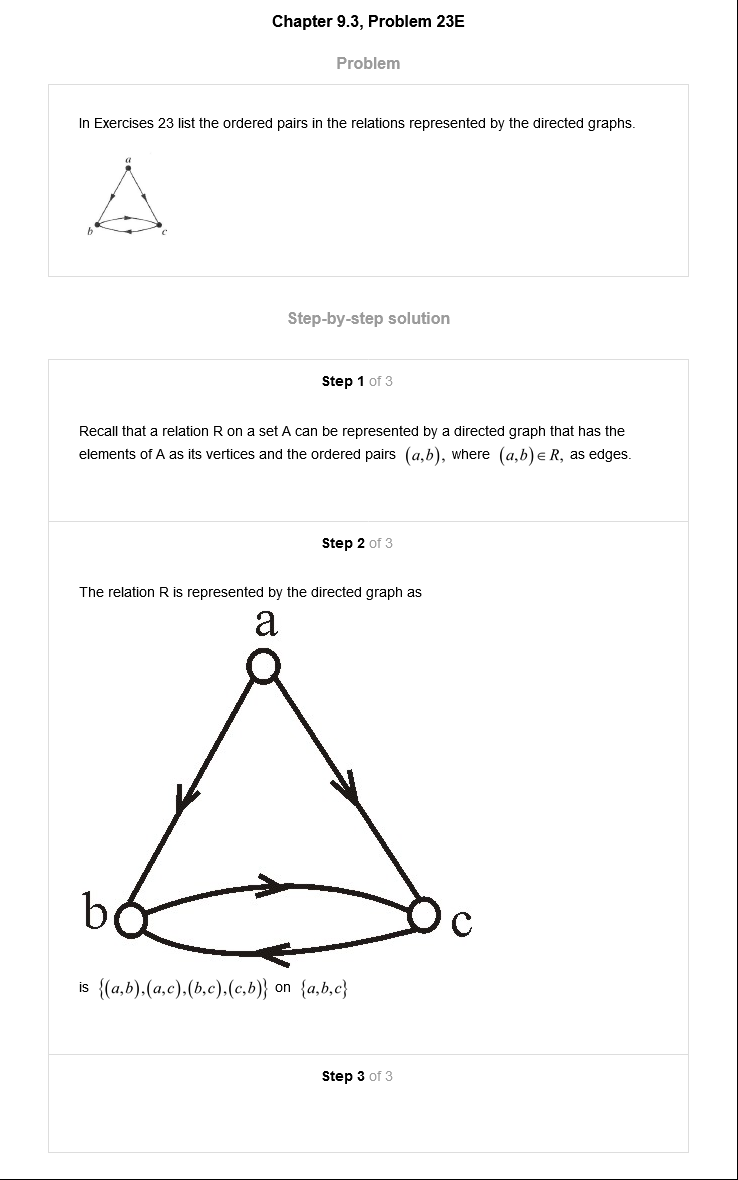 Chapter 9.3, Problem 23E
Problem
In Exercises 23 list the ordered pairs in the relations represented by the directed graphs.
a
b
c
Step-by-step solution
Step 1 of 3
Recall that a relation R on a set A can be represented by a directed graph that has the
elements of A as its vertices and the ordered pairs (a,b), where (a,b)∈R, as edges.
Step 2 of 3
The relation R is represented by the directed graph as
a
b
c
is {(a,b),(a,c),(b,c),(c,b)} on {a,b,c}
Step 3 of 3